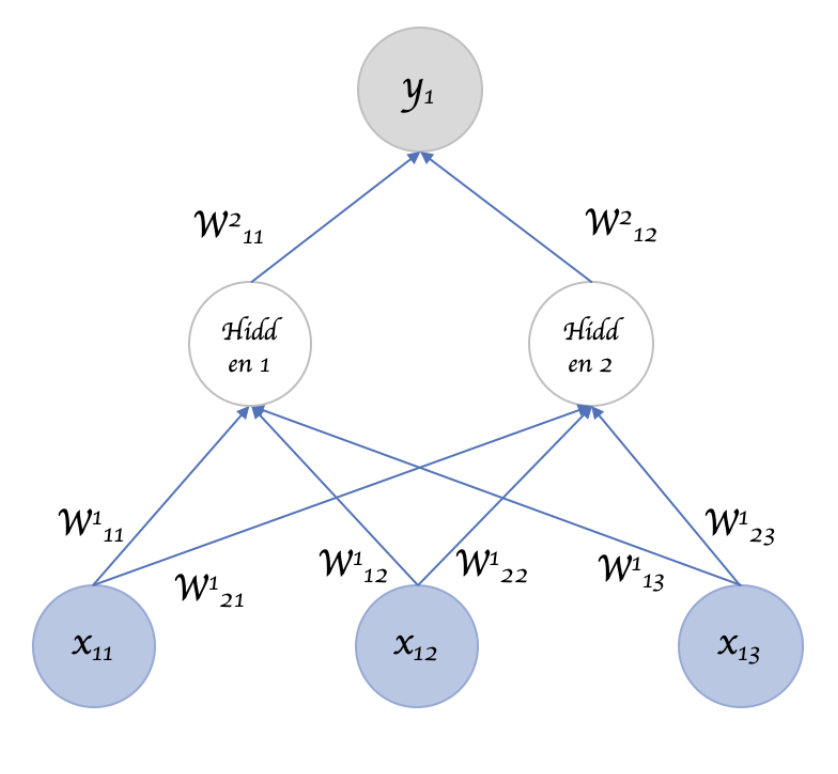 y₁
W²₁₁
W²₁₂
Hidd
en 1
Hidd
en 2
W¹₁₁
W¹₂₁
W¹₁₂
W¹₂₂
W¹₁₃
W¹₂₃
x₁₁
x₁₂
x₁₃